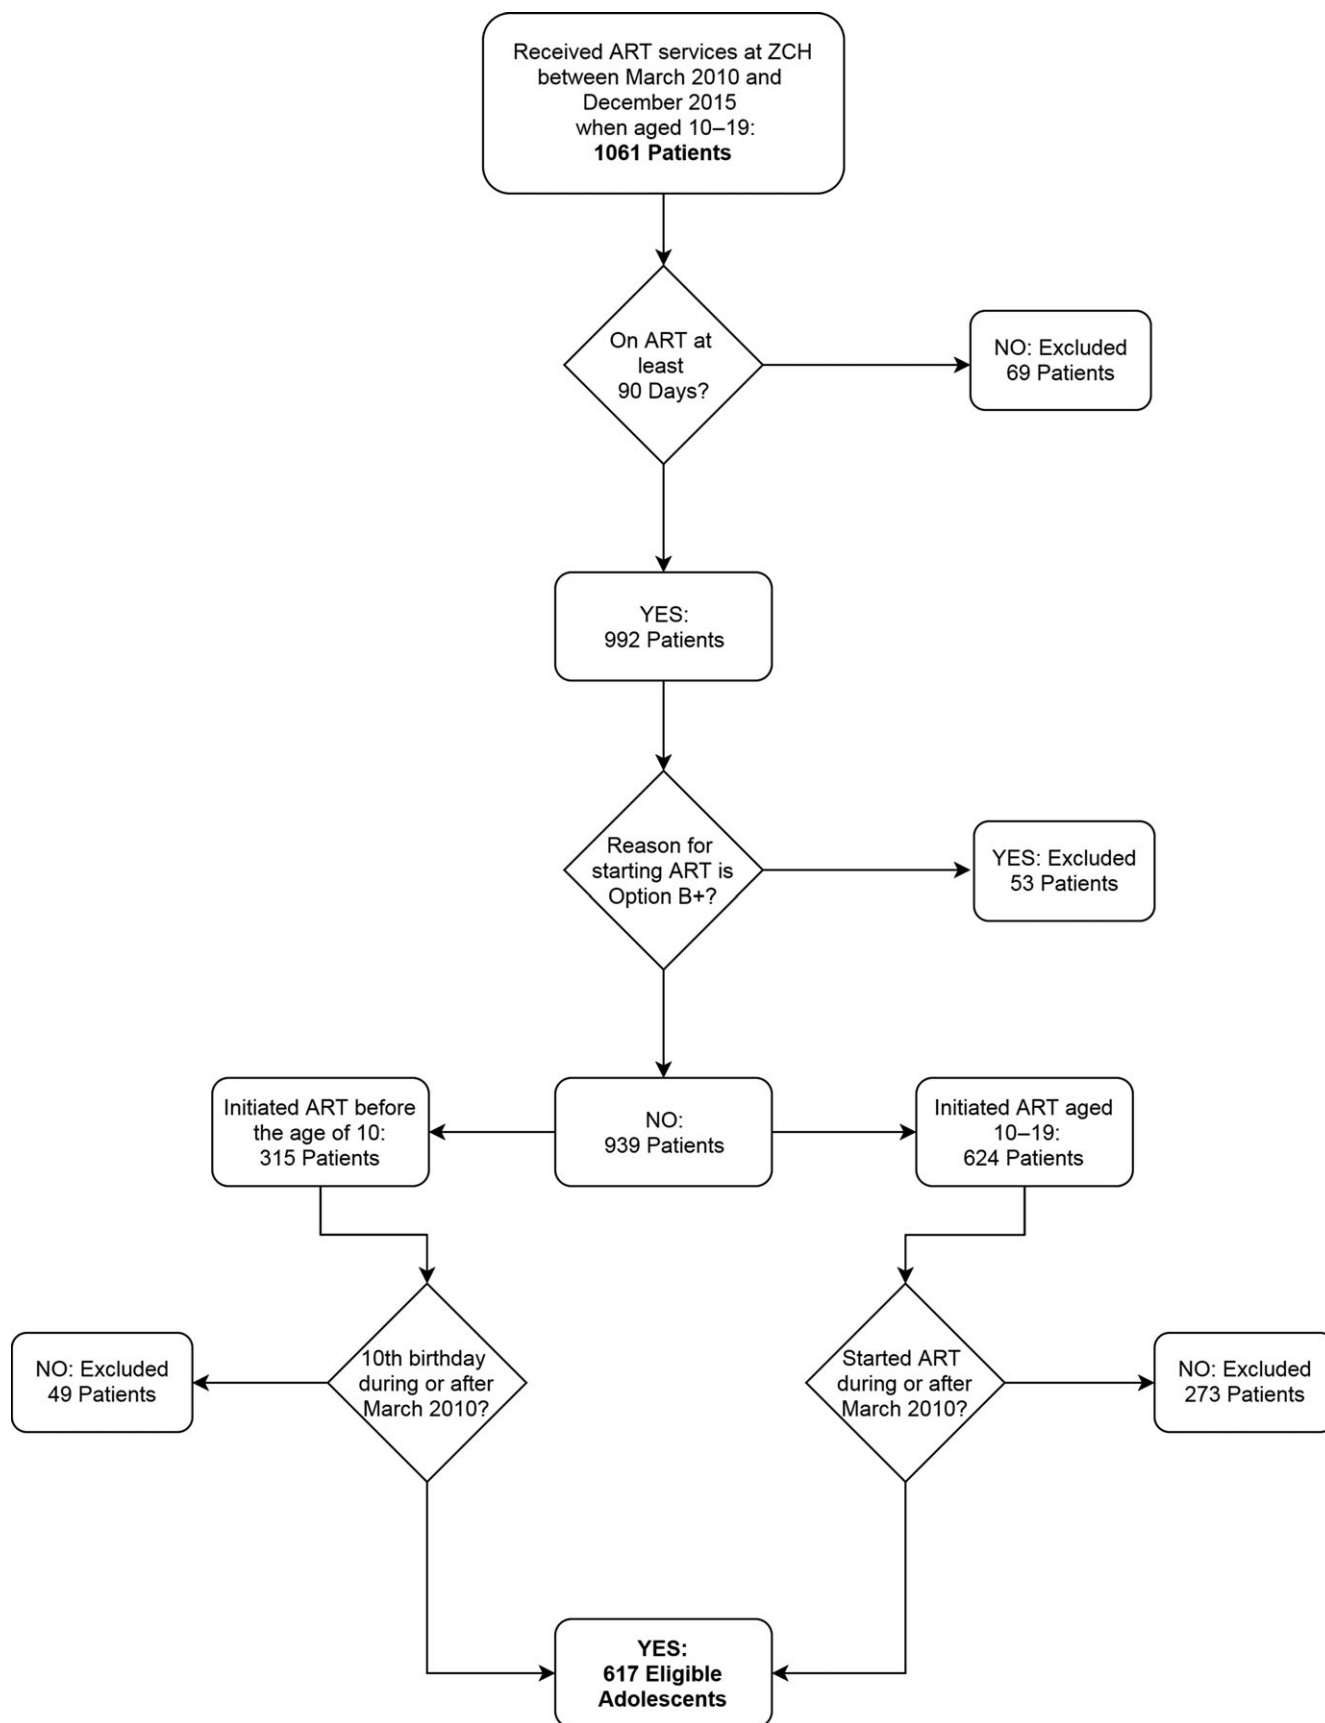 Received ART services at ZCH
between March 2010 and
December 2015
when aged 10–19:
1061 Patients
On ART at
least
90 Days?
NO: Excluded
69 Patients
YES:
992 Patients
Reason for
starting ART is
Option B+?
YES: Excluded
53 Patients
Initiated ART before
the age of 10:
315 Patients
NO:
939 Patients
Initiated ART aged
10–19:
624 Patients
NO: Excluded
49 Patients
10th birthday
during or after
March 2010?
Started ART
during or after
March 2010?
NO: Excluded
273 Patients
YES:
617 Eligible
Adolescents